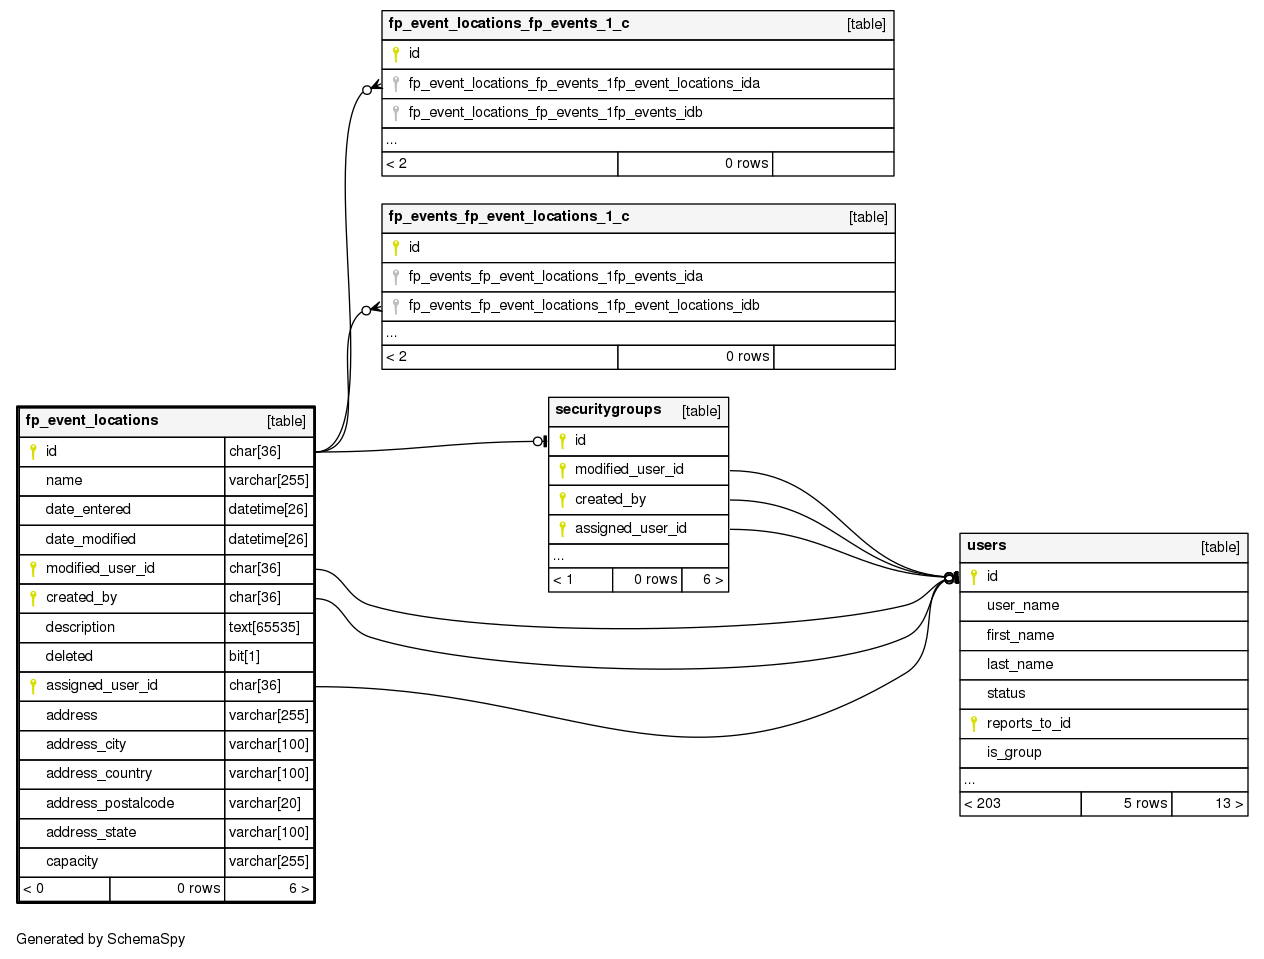 fp_event_locations_fp_events_1_c [table]
id
fp_event_locations_fp_events_1fp_event_locations_ida
fp_event_locations_fp_events_1fp_events_idb
...
< 2 0 rows
fp_events_fp_event_locations_1_c [table]
id
fp_events_fp_event_locations_1fp_events_ida
fp_events_fp_event_locations_1fp_event_locations_idb
...
< 2 0 rows
fp_event_locations [table]
id char[36]
name varchar[255]
date_entered datetime[26]
date_modified datetime[26]
modified_user_id char[36]
created_by char[36]
description text[65535]
deleted bit[1]
assigned_user_id char[36]
address varchar[255]
address_city varchar[100]
address_country varchar[100]
address_postalcode varchar[20]
address_state varchar[100]
capacity varchar[255]
< 0 0 rows 6 >
securitygroups [table]
id
modified_user_id
created_by
assigned_user_id
...
< 1 0 rows 6 >
users [table]
id
user_name
first_name
last_name
status
reports_to_id
is_group
...
< 203 5 rows 13 >
Generated by SchemaSpy